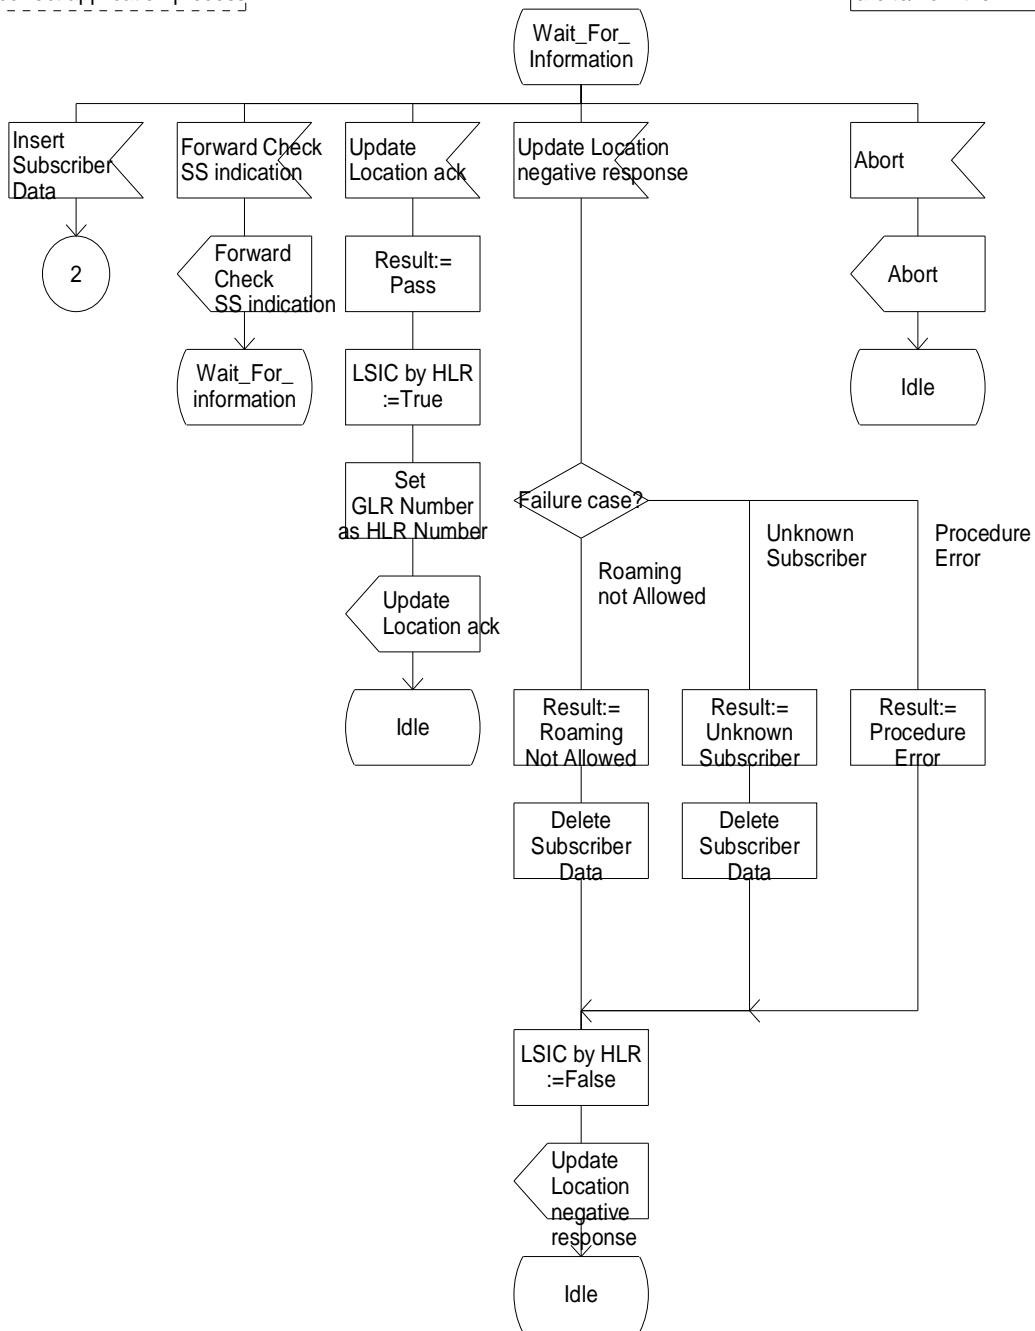 Wait_For_
Information
Insert
Subscriber
Data
Forward Check
SS indication
Update
Location ack
Update Location
negative response
Abort
2
Forward
Check
SS indication
Result:=
Pass
Abort
Wait_For_
information
LSIC by HLR
:=True
Idle
Set
GLR Number
as HLR Number
Failure case?
Unknown
Subscriber
Procedure
Error
Roaming
not Allowed
Update
Location ack
Idle
Result:=
Roaming
Not Allowed
Result:=
Unknown
Subscriber
Result:=
Procedure
Error
Delete
Subscriber
Data
Delete
Subscriber
Data
LSIC by HLR
:=False
Update
Location
negative
response
Idle